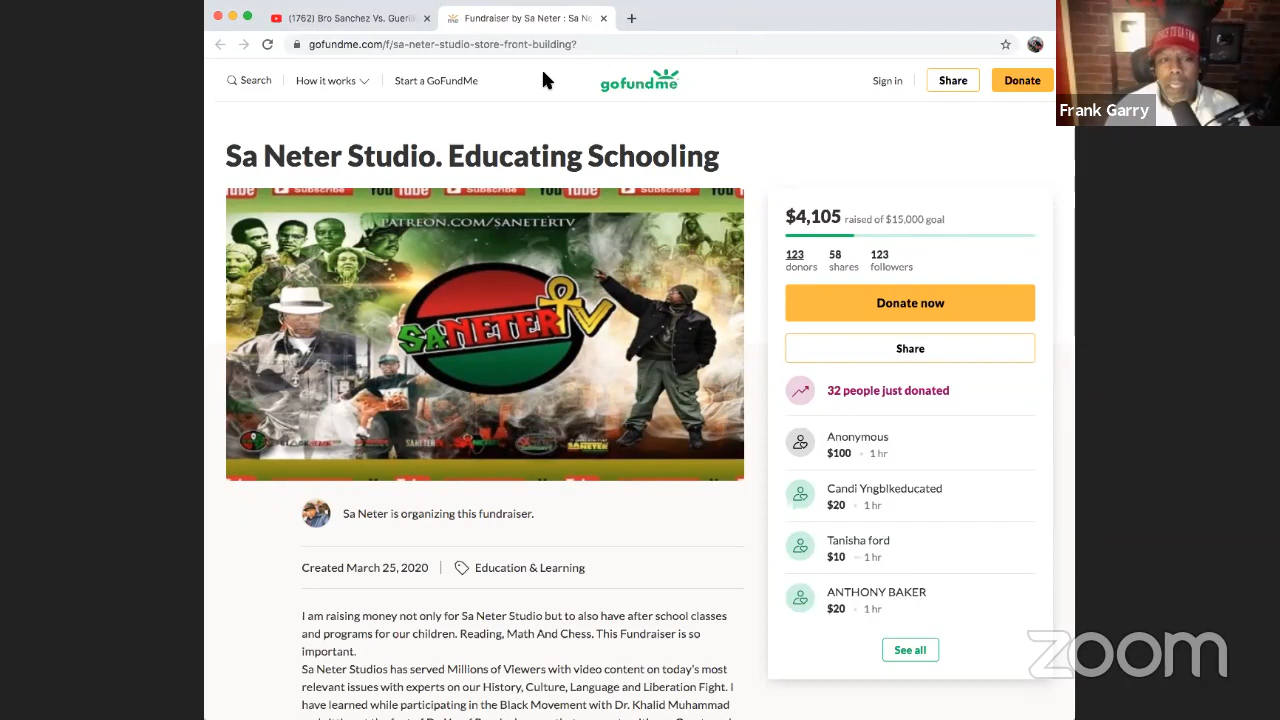 (1762) Bro Sanchez Vs. Gueril
Fundraiser by Sa Neter : Sa Ne
gofundme.com/f/sa-neter-studio-store-front-building?
Search
How it works
Start a GoFundMe
gofundme
Sign in
Share
Donate
Frank Garry
Sa Neter Studio. Educating Schooling
PATREON.COM/SANETERTV
SANETERTV
$4,105 raised of $15,000 goal
123 donors
58 shares
123 followers
Donate now
Share
32 people just donated
Anonymous
$100 • 1 hr
Candi Yngblkeducated
$20 • 1 hr
Tanisha ford
$10 • 1 hr
ANTHONY BAKER
$20 • 1 hr
See all
Sa Neter is organizing this fundraiser.
Created March 25, 2020
Education & Learning
I am raising money not only for Sa Neter Studio but to also have after school classes
and programs for our children. Reading, Math And Chess. This Fundraiser is so
important.
Sa Neter Studios has served Millions of Viewers with video content on today's most
relevant issues with experts on our History, Culture, Language and Liberation Fight. I
have learned while participating in the Black Movement with Dr. Khalid Muhammad
zoom